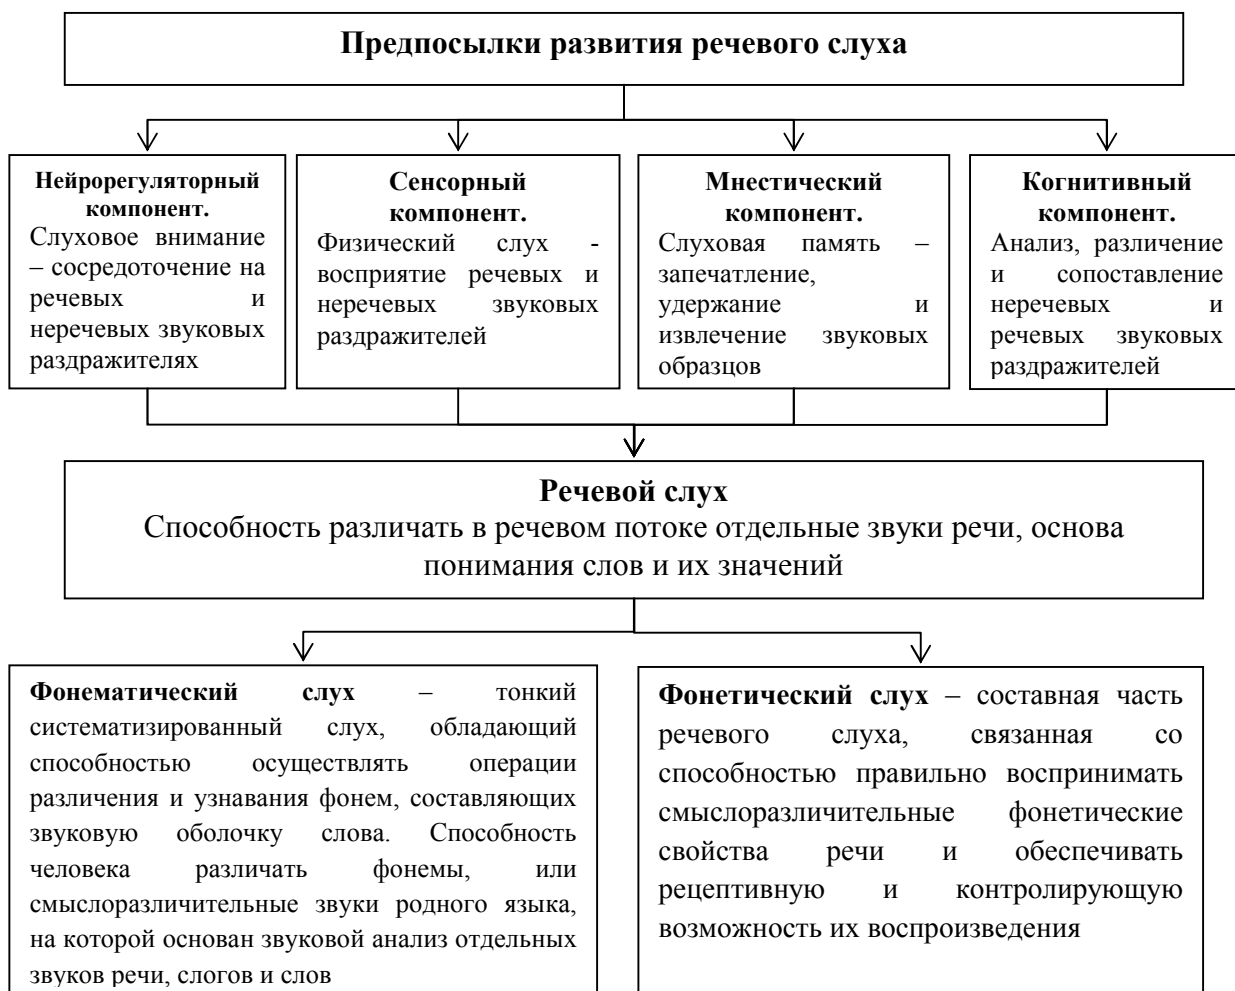 Предпосылки развития речевого слуха
Нейрорегуляторный
компонент.
Слуховое внимание
– сосредоточение на
речевых и
неречевых звуковых
раздражителях
Сенсорный
компонент.
Физический слух -
восприятие речевых и
неречевых звуковых
раздражителей
Мнестический
компонент.
Слуховая память –
запечатление,
удержание и
извлечение звуковых
образцов
Когнитивный
компонент.
Анализ, различение
и сопоставление
неречевых и
речевых звуковых
раздражителей
Речевой слух
Способность различать в речевом потоке отдельные звуки речи, основа
понимания слов и их значений
Фонематический слух – тонкий
систематизированный слух, обладающий
способностью осуществлять операции
различения и узнавания фонем, составляющих
звуковую оболочку слова. Способность
человека различать фонемы, или
смыслоразличительные звуки родного языка,
на которой основан звуковой анализ отдельных
звуков речи, слогов и слов
Фонетический слух – составная часть
речевого слуха, связанная со
способностью правильно воспринимать
смыслоразличительные фонетические
свойства речи и обеспечивать
рецептивную и контролирующую
возможность их воспроизведения